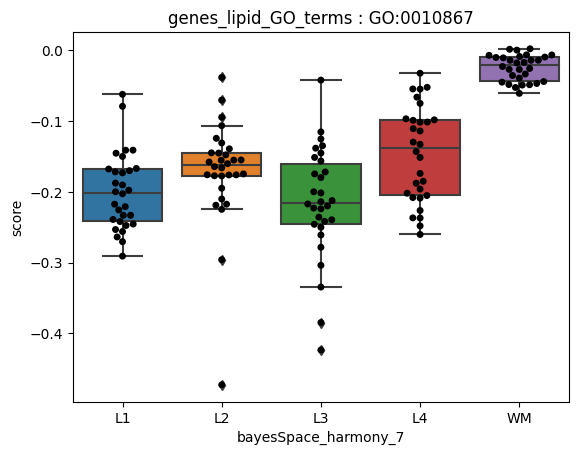 genes_lipid_GO_terms : GO:0010867
0.0
−0.1
−0.2
−0.3
−0.4
score
L1 L2 L3 L4 WM
bayesSpace_harmony_7